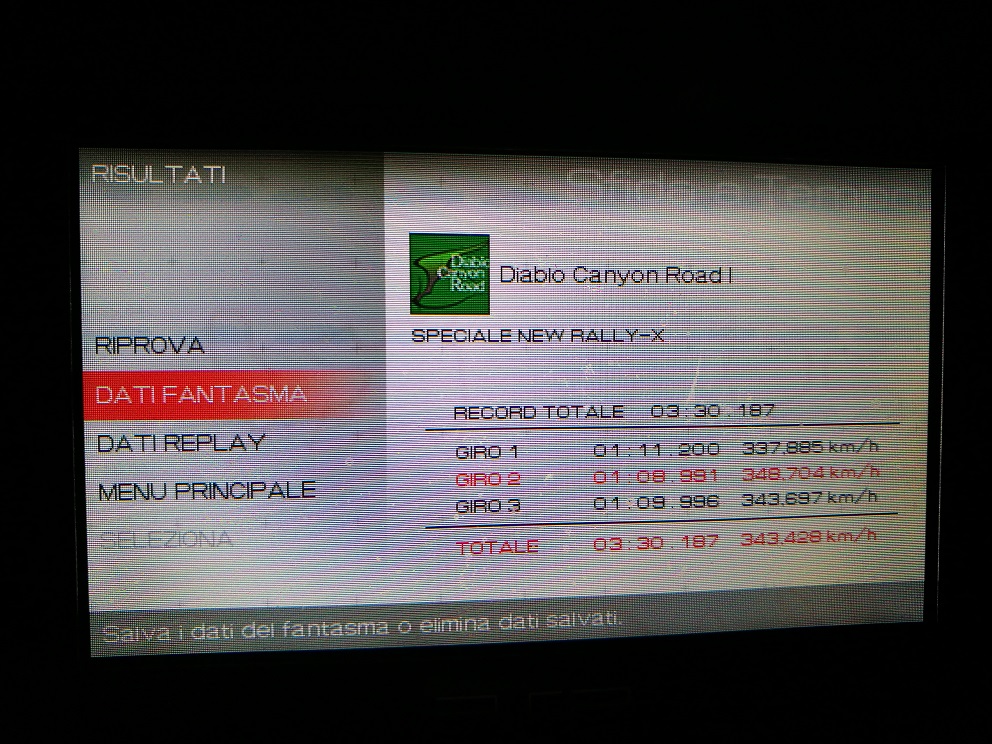 RISULTATI
Sfida a Tempo
RIPROVA
DATI FANTASMA
DATI REPLAY
MENU PRINCIPALE
SELEZIONA
Diablo Canyon Road
Diablo Canyon Road I
SPECIALE NEW RALLY-X
RECORD TOTALE 03:30.187
GIRO 1 01:11.200 337.885 km/h
GIRO 2 01:08.991 348.704 km/h
GIRO 3 01:09.996 343.697 km/h
TOTALE 03:30.187 343.428 km/h
Salva i dati del fantasma o elimina dati salvati.